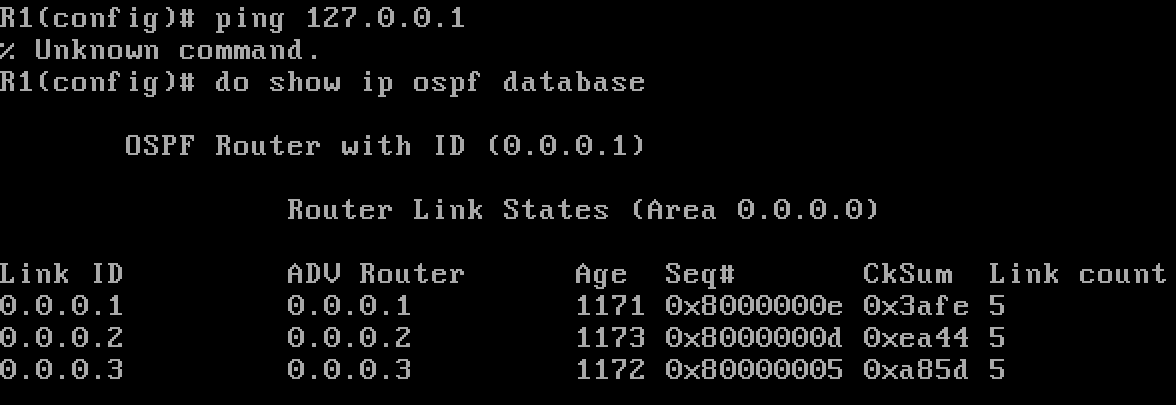 R1(config)# ping 127.0.0.1
% Unknown command.
R1(config)# do show ip ospf database
OSPF Router with ID (0.0.0.1)
Router Link States (Area 0.0.0.0)
Link ID ADV Router Age Seq# CkSum Link count
0.0.0.1 0.0.0.1 1171 0x8000000e 0x3afe 5
0.0.0.2 0.0.0.2 1173 0x8000000d 0xea44 5
0.0.0.3 0.0.0.3 1172 0x80000005 0xa85d 5